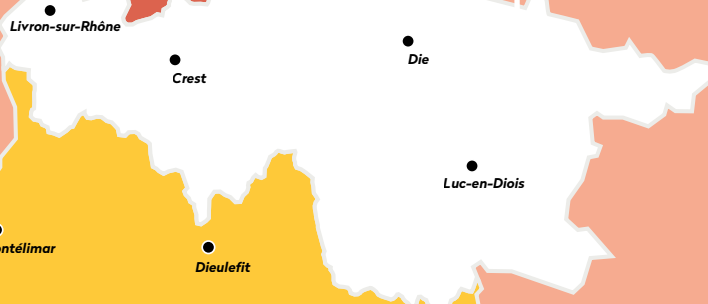 Livron-sur-Rhône
Crest
Die
Luc-en-Diois
ntélimar
Dieulefit